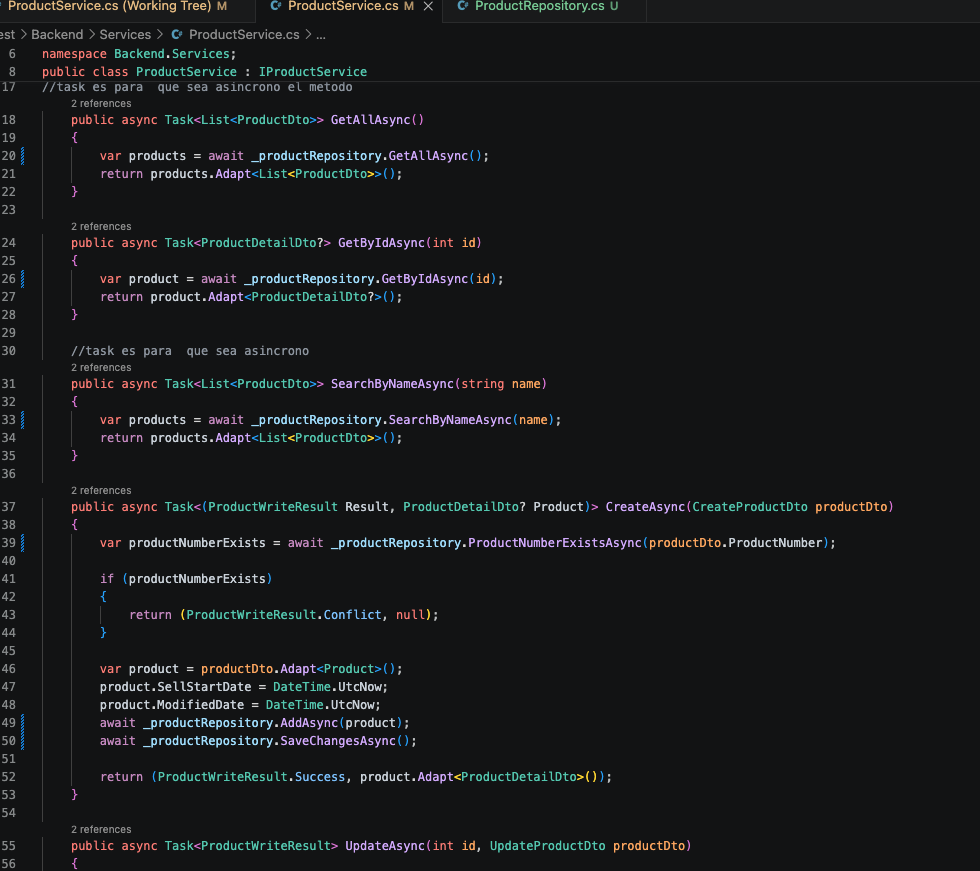 ProductService.cs (Working Tree) M
ProductService.cs M
ProductRepository.cs U
est > Backend > Services > ProductService.cs > ...
6 namespace Backend.Services;
8 public class ProductService : IProductService
17 //task es para  que sea asincrono el metodo
2 references
18 public async Task<List<ProductDto>> GetAllAsync()
19 {
20 var products = await _productRepository.GetAllAsync();
21 return products.Adapt<List<ProductDto>>();
22 }
23
2 references
24 public async Task<ProductDetailDto?> GetByIdAsync(int id)
25 {
26 var product = await _productRepository.GetByIdAsync(id);
27 return product.Adapt<ProductDetailDto?>();
28 }
29
30 //task es para  que sea asincrono
2 references
31 public async Task<List<ProductDto>> SearchByNameAsync(string name)
32 {
33 var products = await _productRepository.SearchByNameAsync(name);
34 return products.Adapt<List<ProductDto>>();
35 }
36
2 references
37 public async Task<(ProductWriteResult Result, ProductDetailDto? Product)> CreateAsync(CreateProductDto productDto)
38 {
39 var productNumberExists = await _productRepository.ProductNumberExistsAsync(productDto.ProductNumber);
40
41 if (productNumberExists)
42 {
43 return (ProductWriteResult.Conflict, null);
44 }
45
46 var product = productDto.Adapt<Product>();
47 product.SellStartDate = DateTime.UtcNow;
48 product.ModifiedDate = DateTime.UtcNow;
49 await _productRepository.AddAsync(product);
50 await _productRepository.SaveChangesAsync();
51
52 return (ProductWriteResult.Success, product.Adapt<ProductDetailDto>());
53 }
54
2 references
55 public async Task<ProductWriteResult> UpdateAsync(int id, UpdateProductDto productDto)
56 {